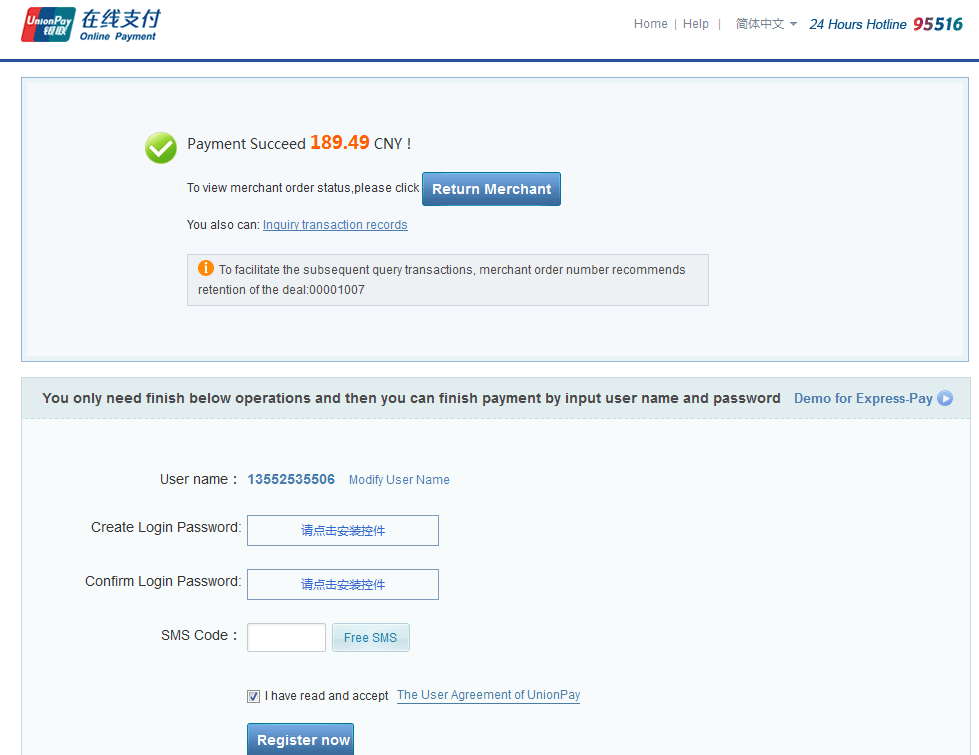 UnionPay 银联 在线支付 Online Payment
Home | Help | 简体中文 24 Hours Hotline 95516
Payment Succeed 189.49 CNY !
To view merchant order status,please click Return Merchant
You also can: Inquiry transaction records
To facilitate the subsequent query transactions, merchant order number recommends
retention of the deal:00001007
You only need finish below operations and then you can finish payment by input user name and password Demo for Express-Pay
User name : 13552535506 Modify User Name
Create Login Password: 请点击安装控件
Confirm Login Password: 请点击安装控件
SMS Code : Free SMS
I have read and accept The User Agreement of UnionPay
Register now